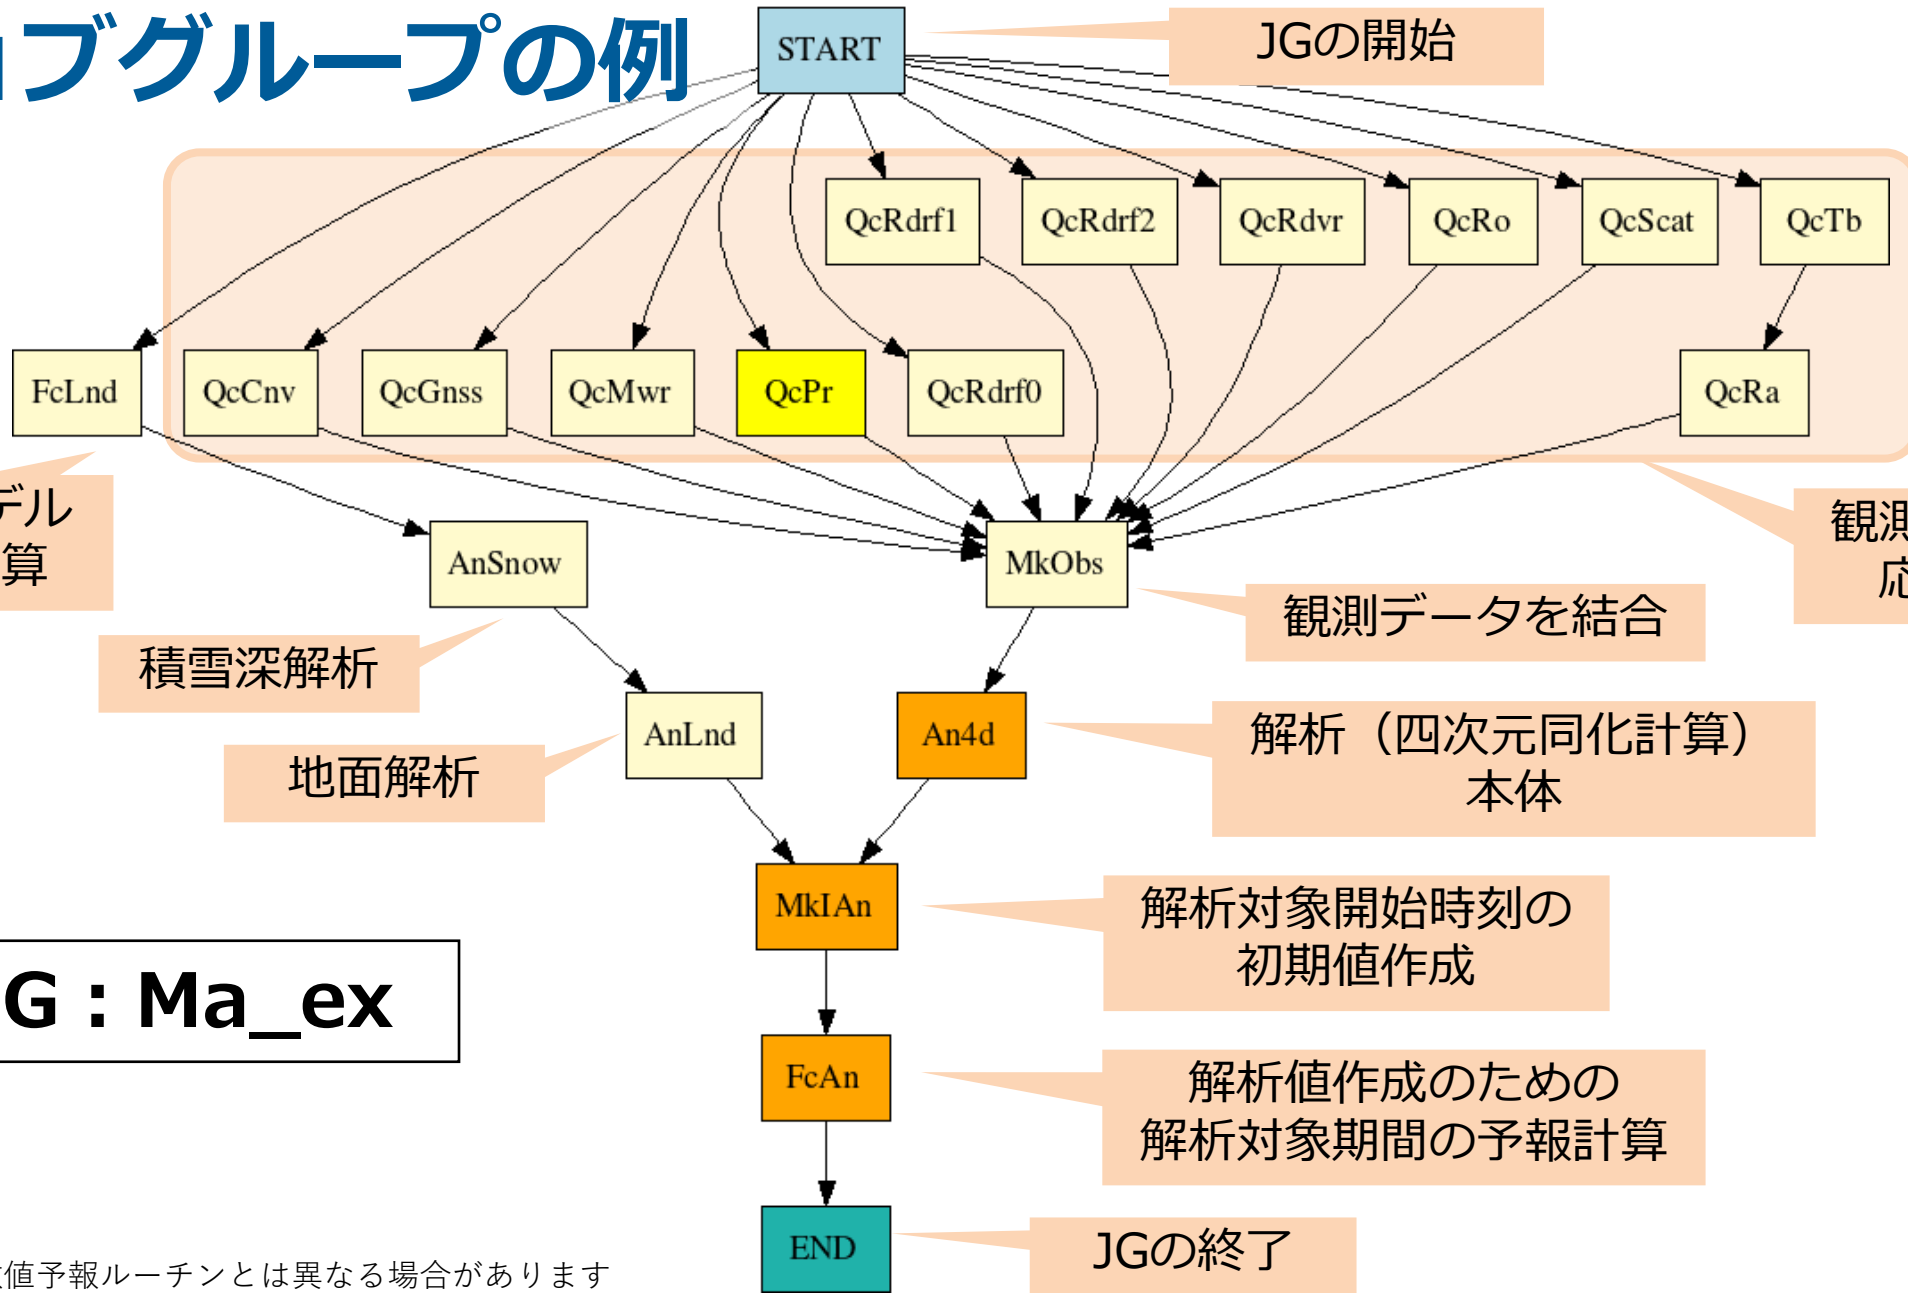 ョブグループの例
START
JGの開始
QcRdrf1
QcRdrf2
QcRdvr
QcRo
QcScat
QcTb
FcLnd
QcCnv
QcGnss
QcMwr
QcPr
QcRdrf0
QcRa
デル
算
AnSnow
MkObs
観測
応
観測データを結合
積雪深解析
AnLnd
An4d
解析（四次元同化計算）
本体
地面解析
MkIAn
解析対象開始時刻の
初期値作成
G：Ma_ex
FcAn
解析値作成のための
解析対象期間の予報計算
END
JGの終了
値予報ルーチンとは異なる場合があります